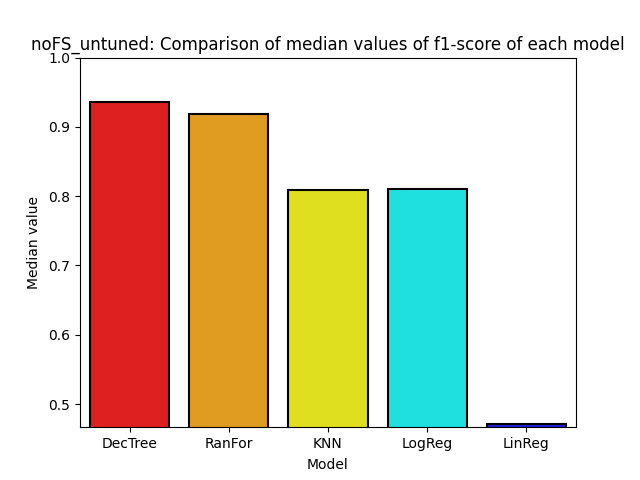 noFS_untuned: Comparison of median values of f1-score of each model
1.0
0.9
0.8
0.7
0.6
0.5
Median value
DecTree RanFor KNN LogReg LinReg
Model